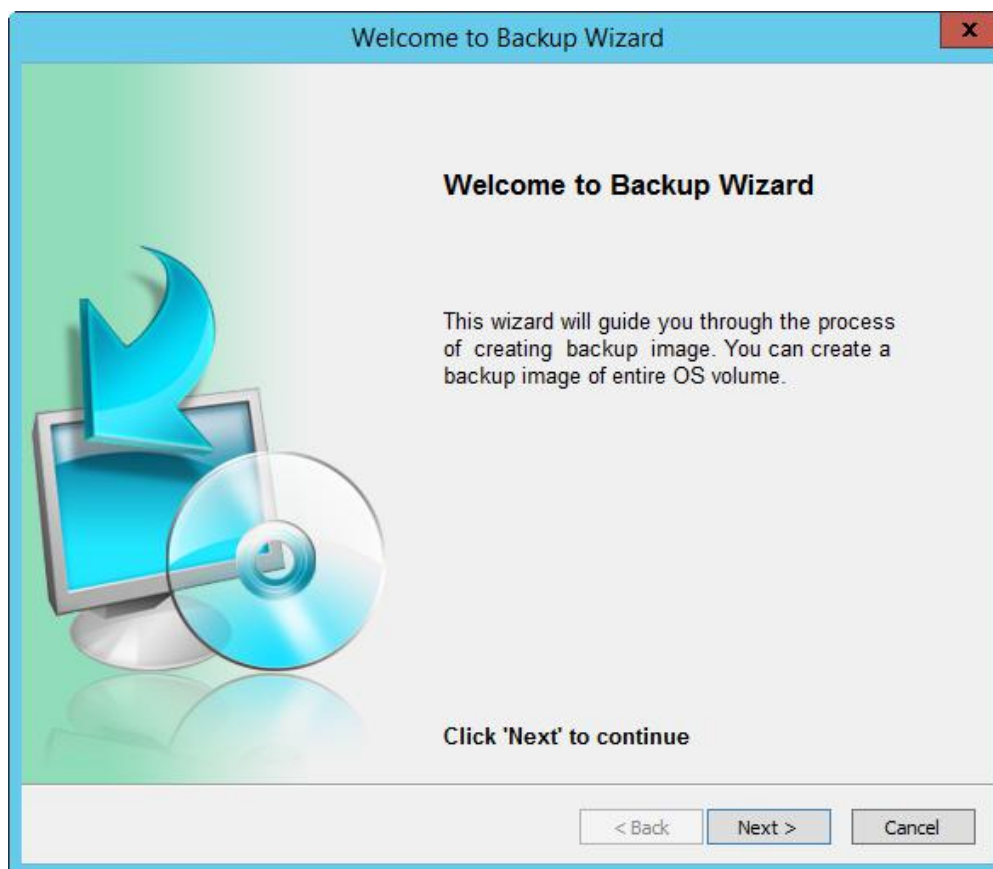 Welcome to Backup Wizard
x
Welcome to Backup Wizard
This wizard will guide you through the process
of creating backup image. You can create a
backup image of entire OS volume.
Click 'Next' to continue
< Back Next > Cancel